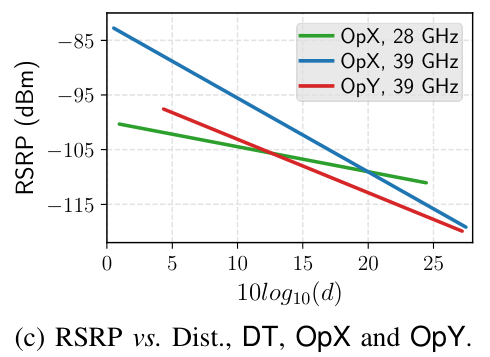 −85
−95
−105
−115
RSRP (dBm)
OpX, 28 GHz
OpX, 39 GHz
OpY, 39 GHz
0 5 10 15 20 25
10log₁₀(d)
(c) RSRP vs. Dist., DT, OpX and OpY.